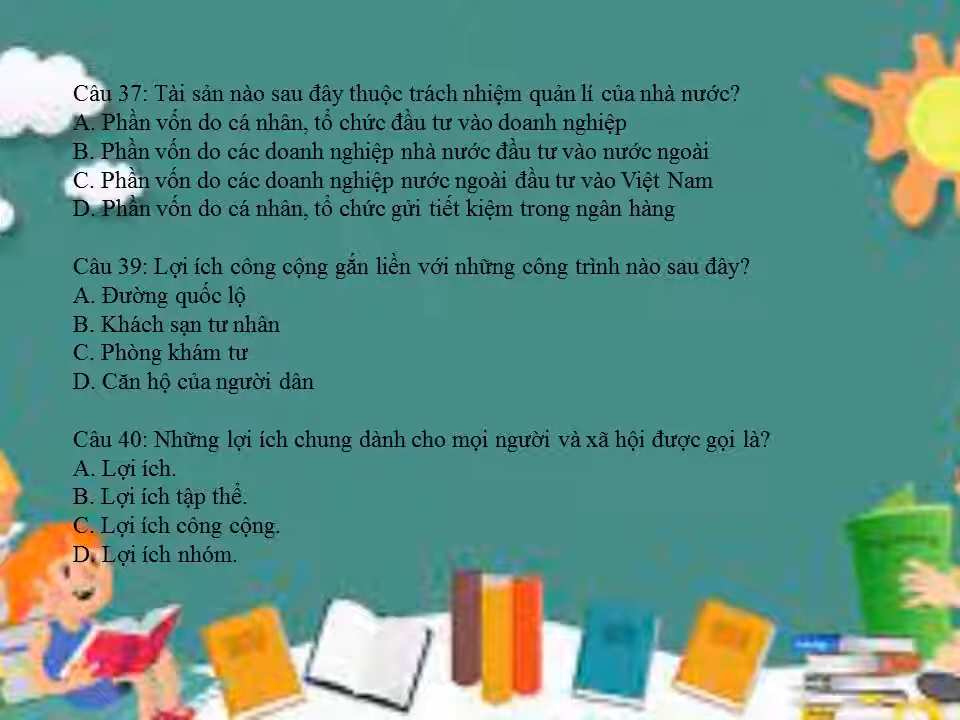 Câu 37: Tài sản nào sau đây thuộc trách nhiệm quản lí của nhà nước?
A. Phần vốn do cá nhân, tổ chức đầu tư vào doanh nghiệp
B. Phần vốn do các doanh nghiệp nhà nước đầu tư vào nước ngoài
C. Phần vốn do các doanh nghiệp nước ngoài đầu tư vào Việt Nam
D. Phần vốn do cá nhân, tổ chức gửi tiết kiệm trong ngân hàng
Câu 39: Lợi ích công cộng gắn liền với những công trình nào sau đây?
A. Đường quốc lộ
B. Khách sạn tư nhân
C. Phòng khám tư
D. Căn hộ của người dân
Câu 40: Những lợi ích chung dành cho mọi người và xã hội được gọi là?
A. Lợi ích.
B. Lợi ích tập thể.
C. Lợi ích công cộng.
D. Lợi ích nhóm.